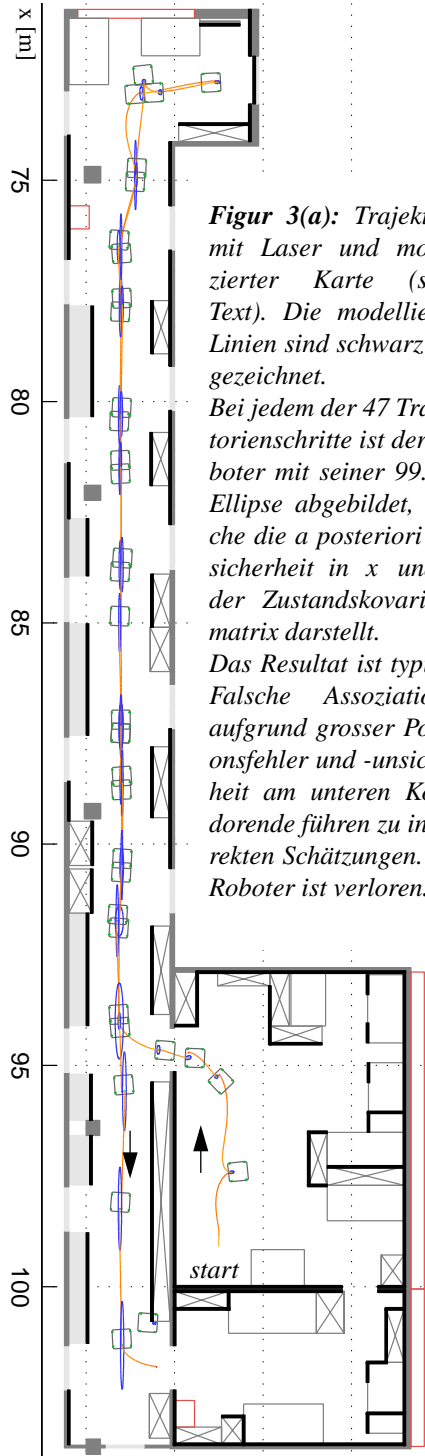 x [m]
75
80
85
90
95
100
Figur 3(a): Trajekt
mit Laser und mo
zierter Karte (s
Text). Die modellie
Linien sind schwarz
gezeichnet.
Bei jedem der 47 Tra
torienschritte ist der
boter mit seiner 99.
Ellipse abgebildet,
che die a posteriori
sicherheit in x un
der Zustandskovari
matrix darstellt.
Das Resultat ist typi
Falsche Assoziatio
aufgrund grosser Po
onsfehler und -unsic
heit am unteren Ko
dorende führen zu in
rekten Schätzungen.
Roboter ist verloren.
start